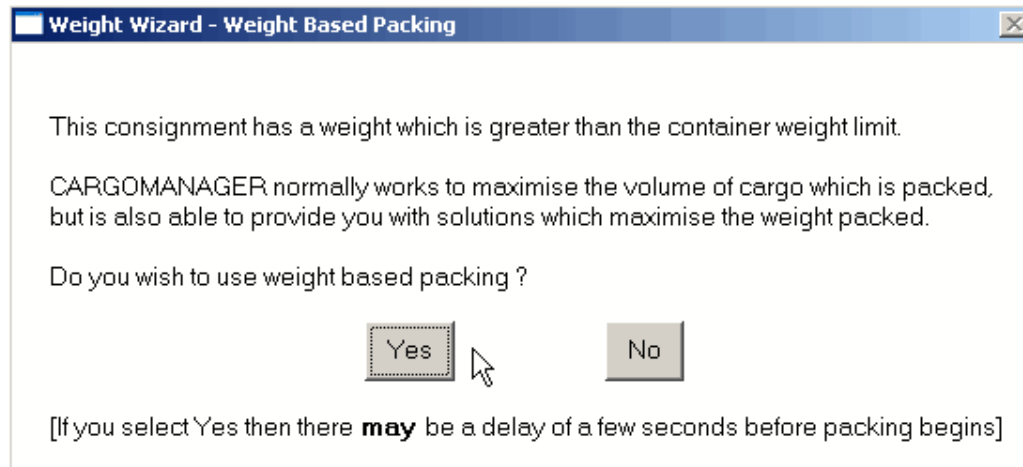 Weight Wizard - Weight Based Packing
This consignment has a weight which is greater than the container weight limit.
CARGOMANAGER normally works to maximise the volume of cargo which is packed,
but is also able to provide you with solutions which maximise the weight packed.
Do you wish to use weight based packing ?
Yes No
[If you select Yes then there may be a delay of a few seconds before packing begins]